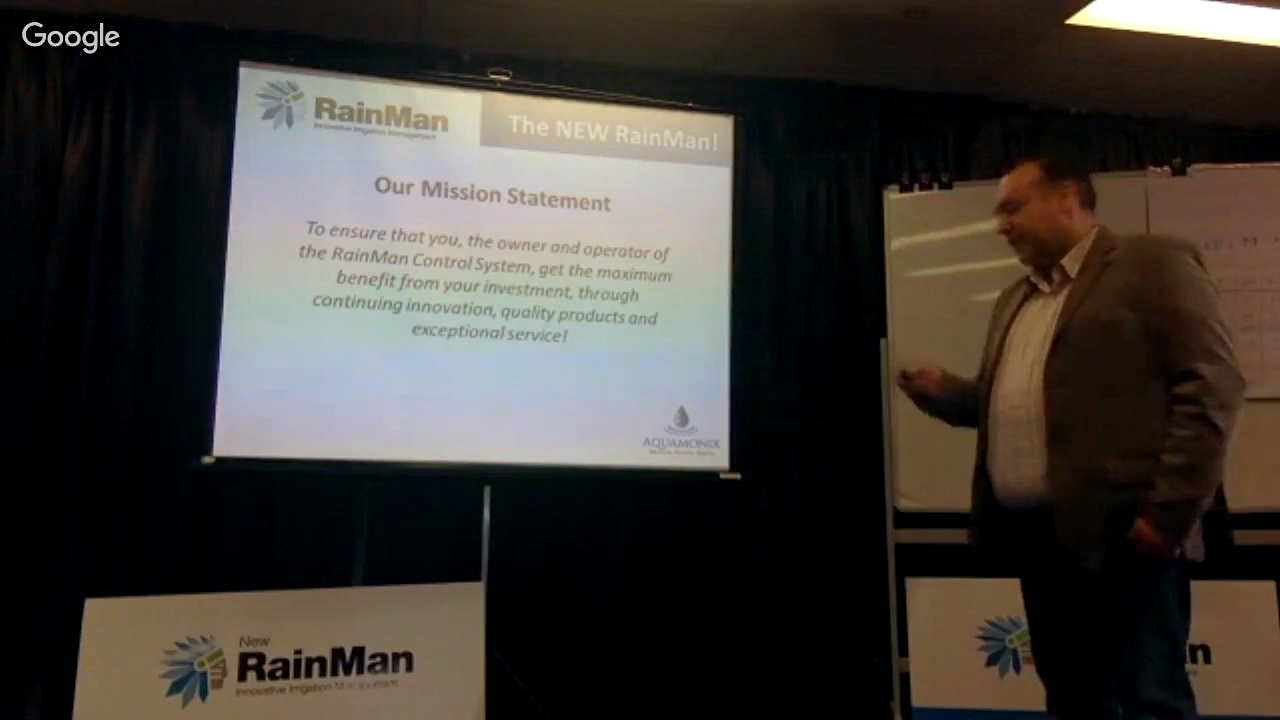 Google
RainMan
Innovative Irrigation Management
The NEW RainMan!
Our Mission Statement
To ensure that you, the owner and operator of
the RainMan Control System, get the maximum
benefit from your investment, through
continuing innovation, quality products and
exceptional service!
AQUAMONIX
New
RainMan
Innovative Irrigation